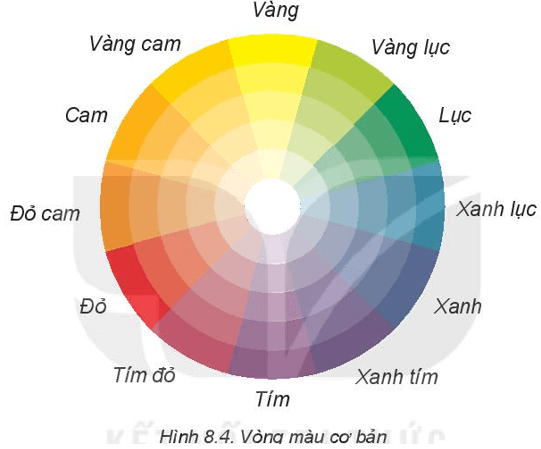 Vàng
Vàng cam
Vàng lục
Cam
Lục
Đỏ cam
Xanh lục
Đỏ
Xanh
Tím đỏ
Xanh tím
Tím
Hình 8.4. Vòng màu cơ bản